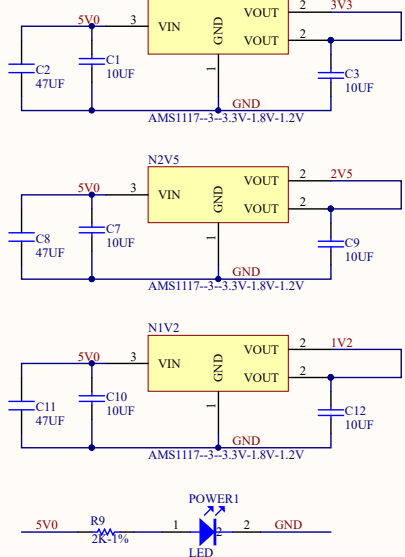 5V0 3 VIN GND VOUT 2 3V3
VOUT 2
C2
47UF
C1
10UF
1
C3
10UF
GND
AMS1117--3--3.3V-1.8V-1.2V
N2V5
5V0 3 VIN GND VOUT 2 2V5
VOUT 2
C8
47UF
C7
10UF
1
C9
10UF
GND
AMS1117--3--3.3V-1.8V-1.2V
N1V2
5V0 3 VIN GND VOUT 2 1V2
VOUT 2
C11
47UF
C10
10UF
1
C12
10UF
GND
AMS1117--3--3.3V-1.8V-1.2V
POWER1
5V0 R9 1 2 2 GND
2K-1%
LED